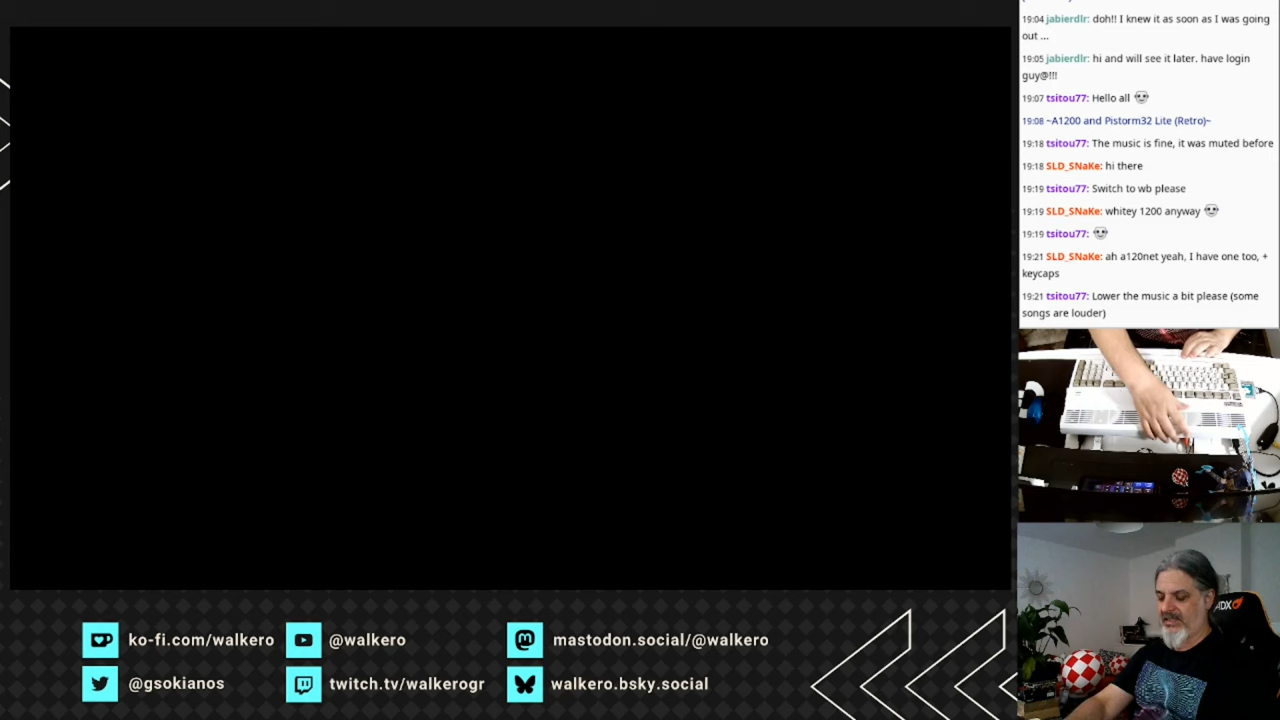 19:04 jabierdlr: doh!! I knew it as soon as I was going
out ...
19:05 jabierdlr: hi and will see it later. have login
guy@!!!
19:07 tsitou77: Hello all
19:08 ~A1200 and Pistorm32 Lite (Retro)~
19:18 tsitou77: The music is fine, it was muted before
19:18 SLD_SNaKe: hi there
19:19 tsitou77: Switch to wb please
19:19 SLD_SNaKe: whitey 1200 anyway
19:19 tsitou77:
19:21 SLD_SNaKe: ah a120net yeah, I have one too, +
keycaps
19:21 tsitou77: Lower the music a bit please (some
songs are louder)
ADX
ko-fi.com/walkero
@walkero
mastodon.social/@walkero
@gsokianos
twitch.tv/walkerogr
walkero.bsky.social